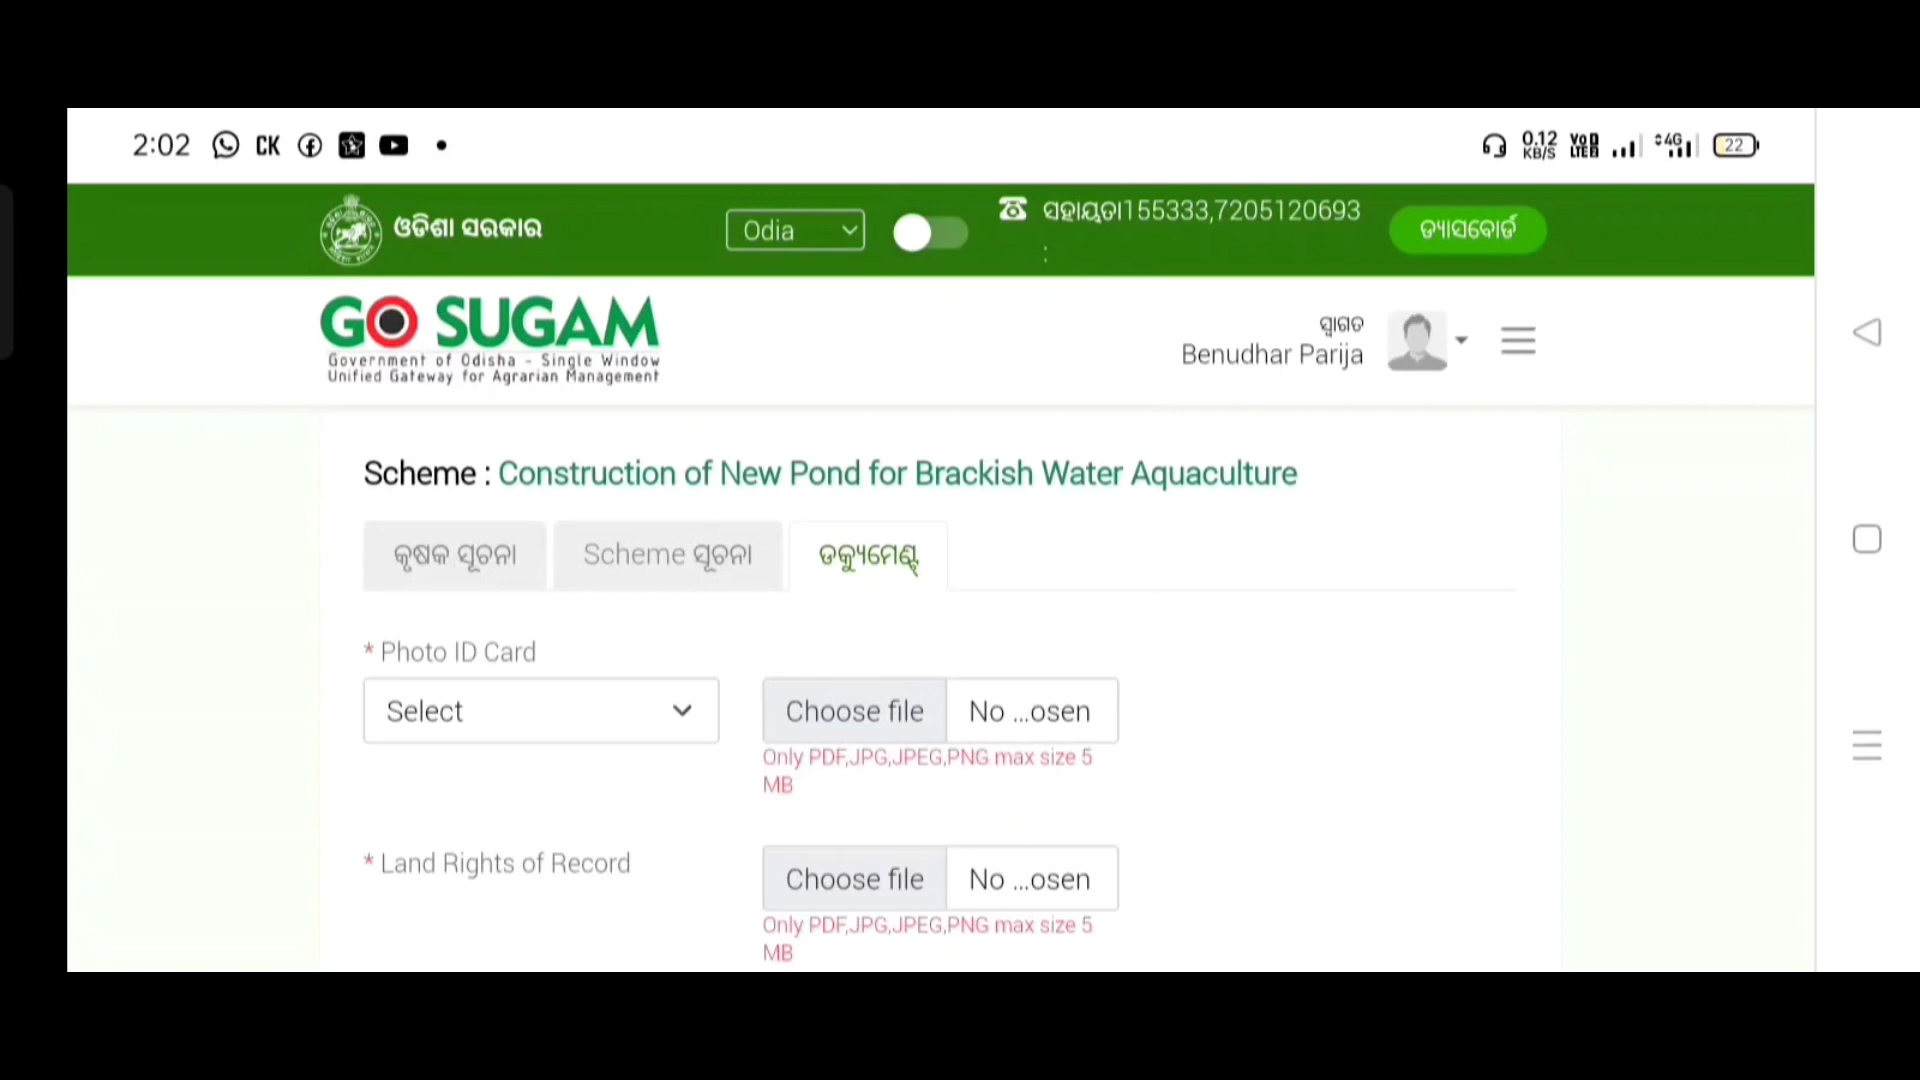 2:02 CK 0.12 KB/S VoD LTE2 4G 22
ଓଡିଶା ସରକାର Odia ସହାୟତା155333,7205120693 ଡ୍ୟାସବୋର୍ଡ
:
GO SUGAM
Government of Odisha - Single Window
Unified Gateway for Agrarian Management
ସ୍ୱାଗତ
Benudhar Parija
Scheme : Construction of New Pond for Brackish Water Aquaculture
କୃଷକ ସୂଚନା Scheme ସୂଚନା ଡକ୍ୟୁମେଣ୍ଟ୍
* Photo ID Card
Select Choose file No ...osen
Only PDF,JPG,JPEG,PNG max size 5
MB
* Land Rights of Record
Choose file No ...osen
Only PDF,JPG,JPEG,PNG max size 5
MB